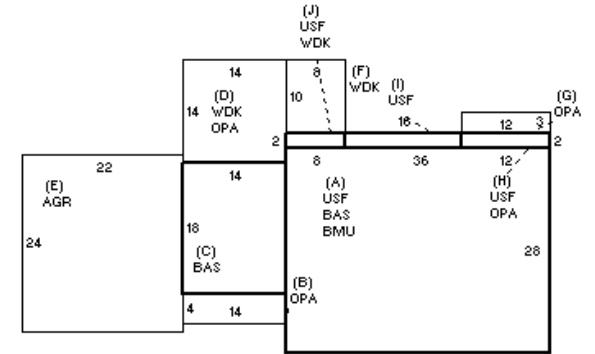 (J)
USF
WDK
14
8
(F)
WDK
(I)
USF
(G)
OPA
(D)
WDK
OPA
14
10
16
12
3
2
2
22
14
8
36
12
(E)
AGR
(A)
USF
BAS
BMU
(H)
USF
OPA
24
18
(C)
BAS
28
(B)
OPA
4
14